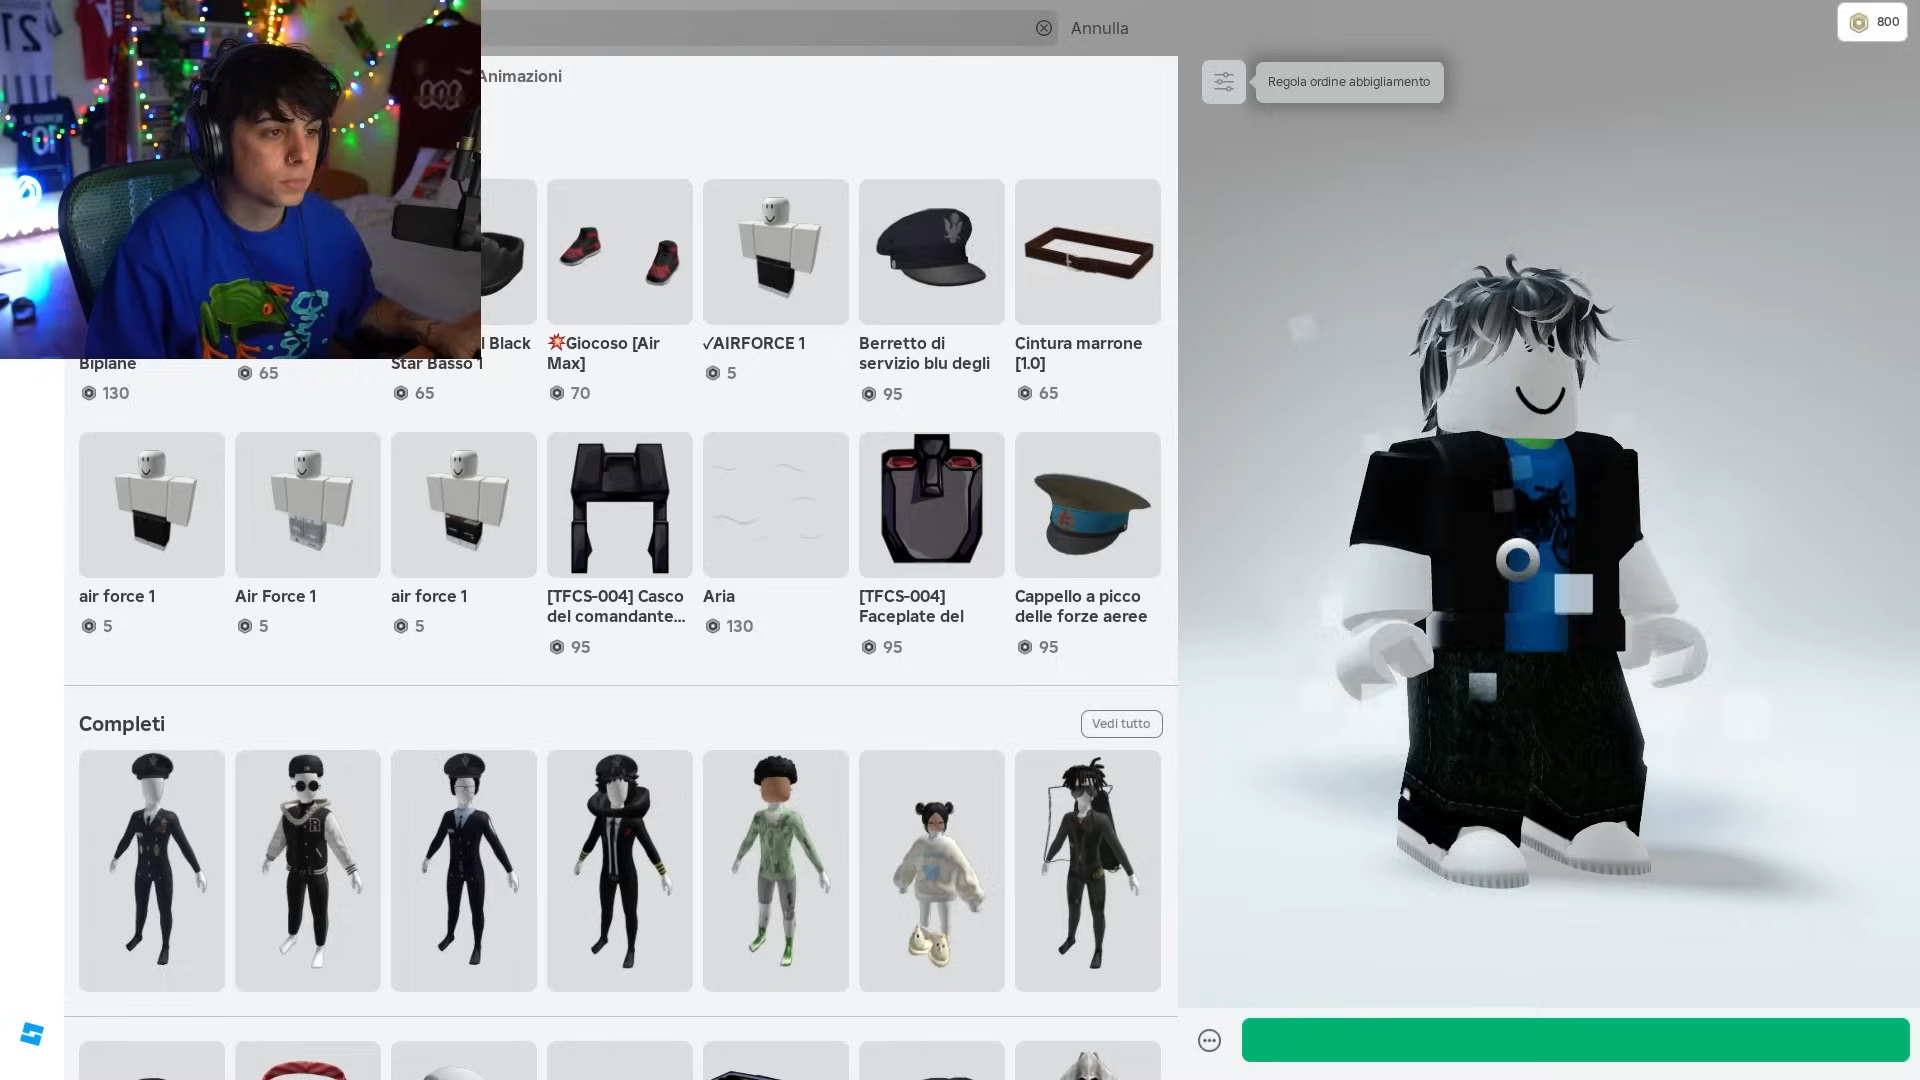 Annulla
800
Animazioni
Regola ordine abbigliamento
10
Biplane
130
65
l Black
Star Basso 1
65
💥Giocoso [Air
Max]
70
✓AIRFORCE 1
5
Berretto di
servizio blu degli
95
Cintura marrone
[1.0]
65
air force 1
5
Air Force 1
5
air force 1
5
[TFCS-004] Casco
del comandante...
95
Aria
130
[TFCS-004]
Faceplate del
95
Cappello a picco
delle forze aeree
95
Completi
Vedi tutto
R